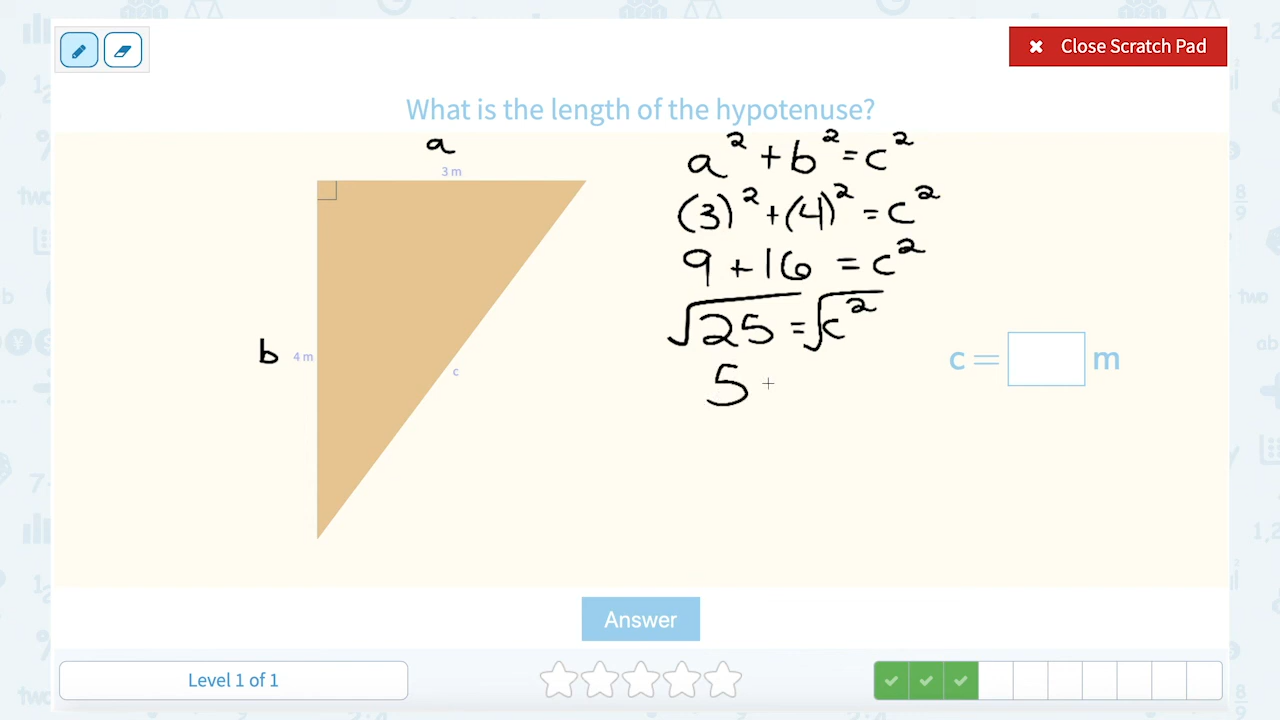 ✖ Close Scratch Pad
What is the length of the hypotenuse?
a
3 m
b
4 m
c
a² + b² = c²
(3)² + (4)² = c²
9 + 16 = c²
√25 = √c²
5
c = m
Answer
Level 1 of 1